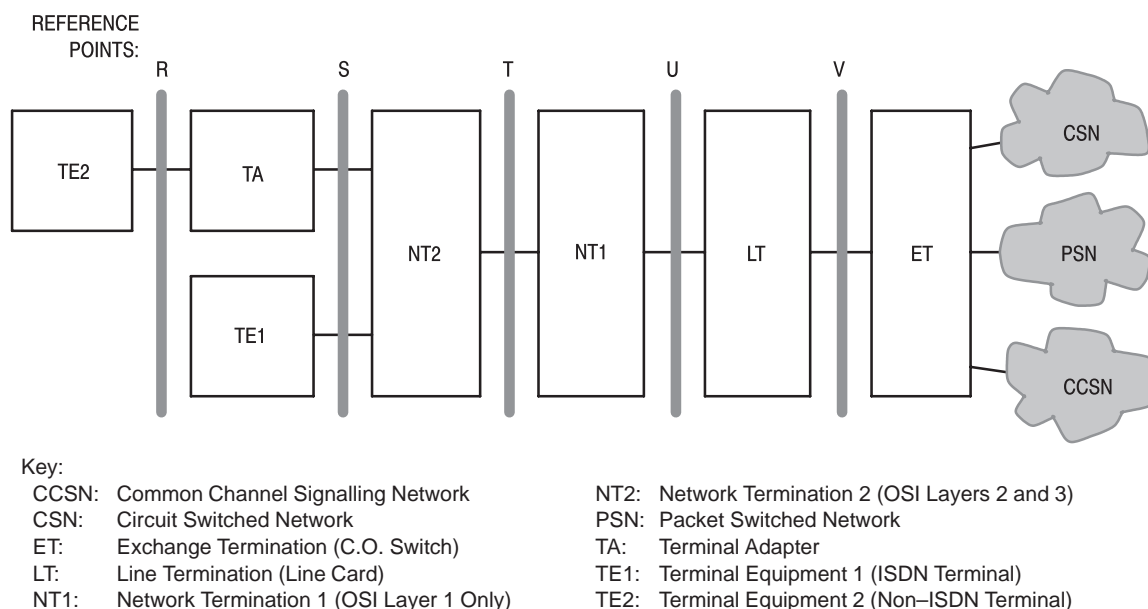 REFERENCE
POINTS:
R S T U V
TE2
TA
TE1
NT2
NT1
LT
ET
CSN
PSN
CCSN
Key:
CCSN: Common Channel Signalling Network
CSN: Circuit Switched Network
ET: Exchange Termination (C.O. Switch)
LT: Line Termination (Line Card)
NT1: Network Termination 1 (OSI Layer 1 Only)
NT2: Network Termination 2 (OSI Layers 2 and 3)
PSN: Packet Switched Network
TA: Terminal Adapter
TE1: Terminal Equipment 1 (ISDN Terminal)
TE2: Terminal Equipment 2 (Non–ISDN Terminal)